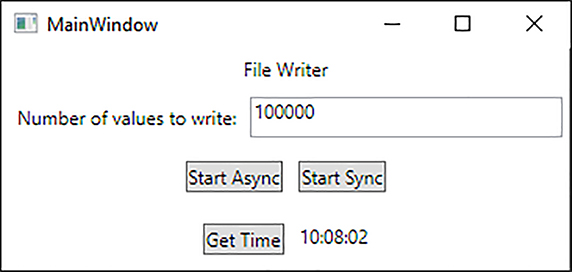 MainWindow
File Writer
Number of values to write: 100000
Start Async Start Sync
Get Time 10:08:02